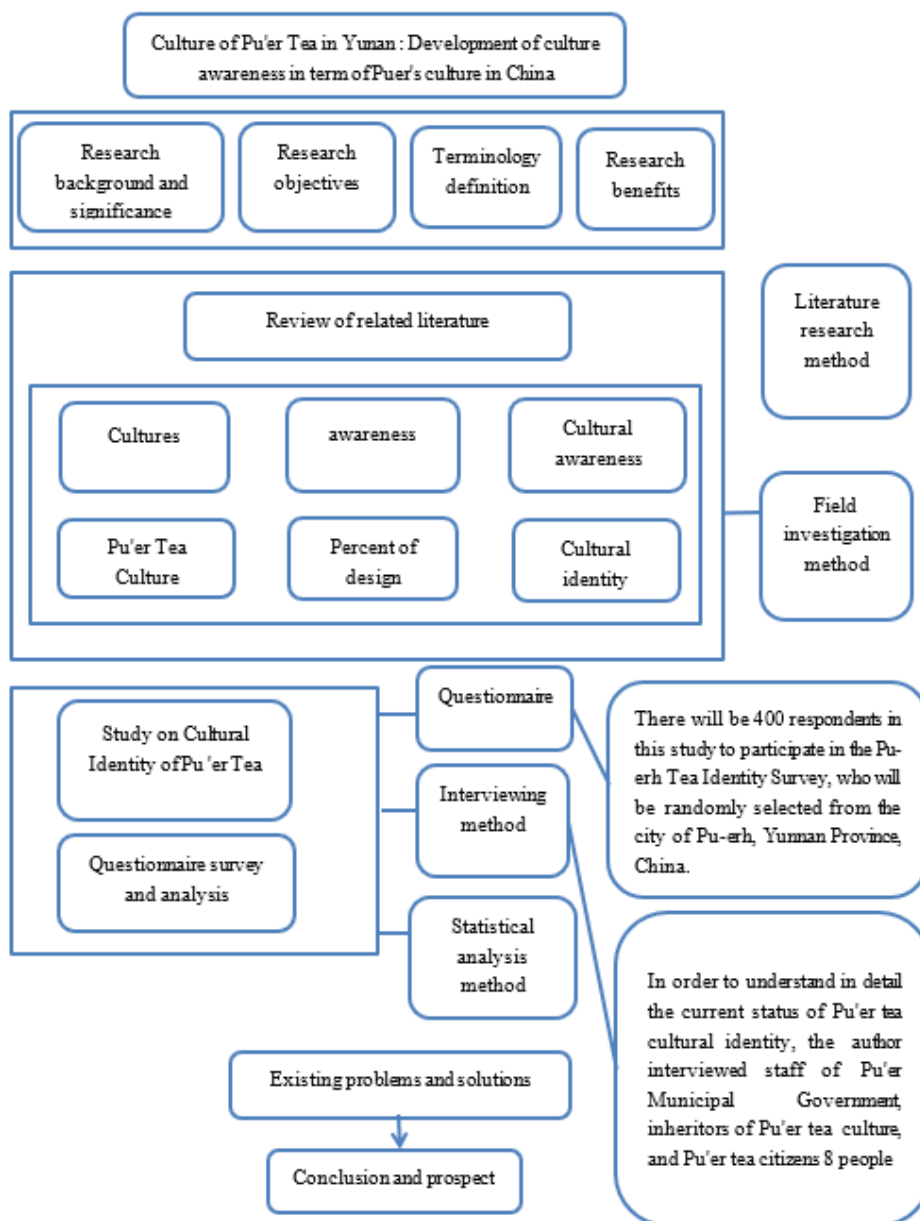 Culture of Pu'er Tea in Yunan : Development of culture
awareness in term of Puer's culture in China
Research
background and
significance
Research
objectives
Terminology
definition
Research
benefits
Review of related literature
Literature
research
method
Cultures
awareness
Cultural
awareness
Pu'er Tea
Culture
Percent of
design
Cultural
identity
Field
investigation
method
Study on Cultural
Identity of Pu 'er Tea
Questionnaire survey
and analysis
Questionnaire
Interviewing
method
Statistical
analysis
method
There will be 400 respondents in
this study to participate in the Pu-
erh Tea Identity Survey, who will
be randomly selected from the
city of Pu-erh, Yunnan Province,
China.
In order to understand in detail
the current status of Pu'er tea
cultural identity, the author
interviewed staff of Pu'er
Municipal Government,
inheritors of Pu'er tea culture,
and Pu'er tea citizens 8 people
Existing problems and solutions
Conclusion and prospect